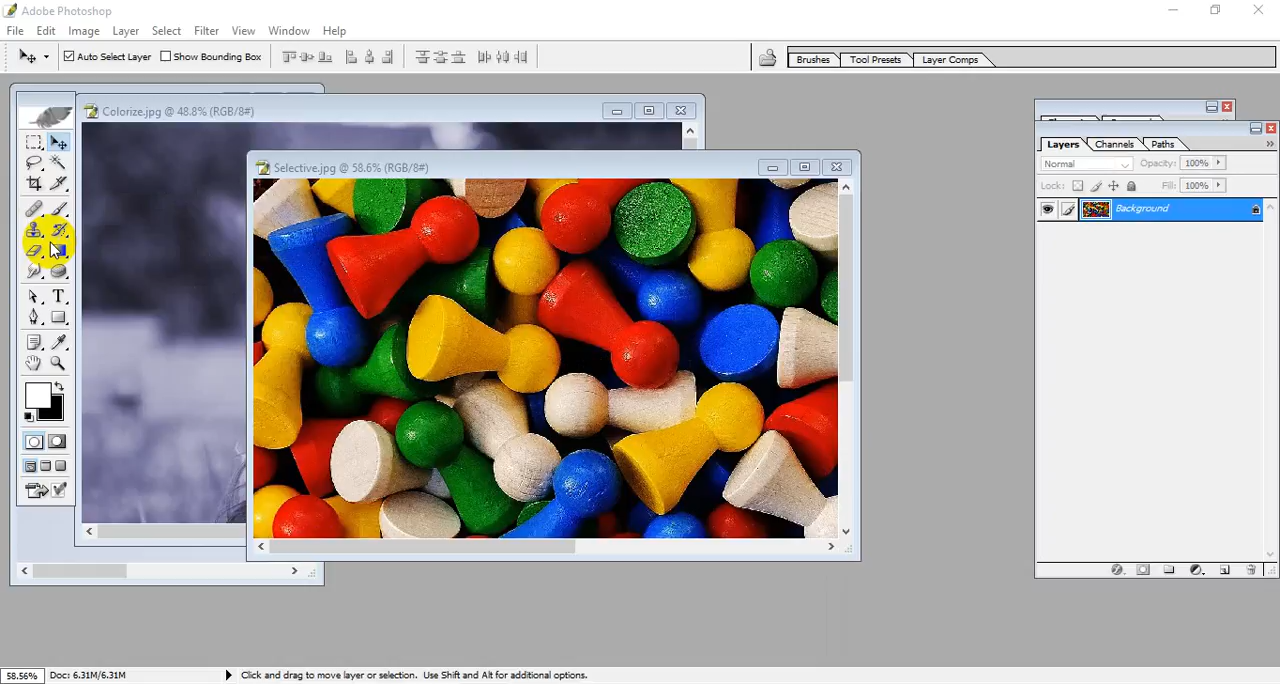 Adobe Photoshop
File Edit Image Layer Select Filter View Window Help
Auto Select Layer Show Bounding Box
Brushes Tool Presets Layer Comps
Colorize.jpg @ 48.8% (RGB/8#)
Selective.jpg @ 58.6% (RGB/8#)
Layers Channels Paths
Normal Opacity: 100%
Lock: Fill: 100%
Background
T
58.56% Doc: 6.31M/6.31M Click and drag to move layer or selection. Use Shift and Alt for additional options.